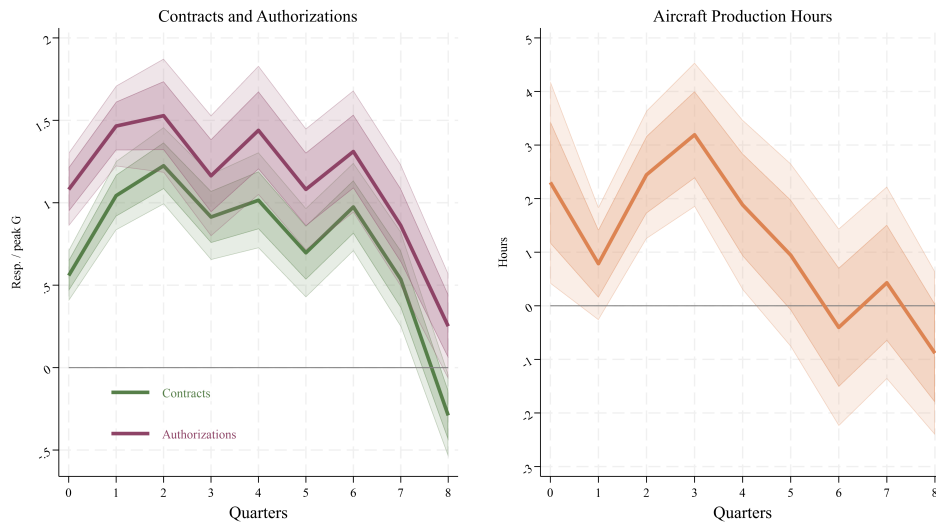 Contracts and Authorizations
Resp. / peak G
2
1.5
1
.5
0
-.5
Contracts
Authorizations
0 1 2 3 4 5 6 7 8
Quarters
Aircraft Production Hours
Hours
5
4
3
2
1
0
-1
-2
-3
0 1 2 3 4 5 6 7 8
Quarters